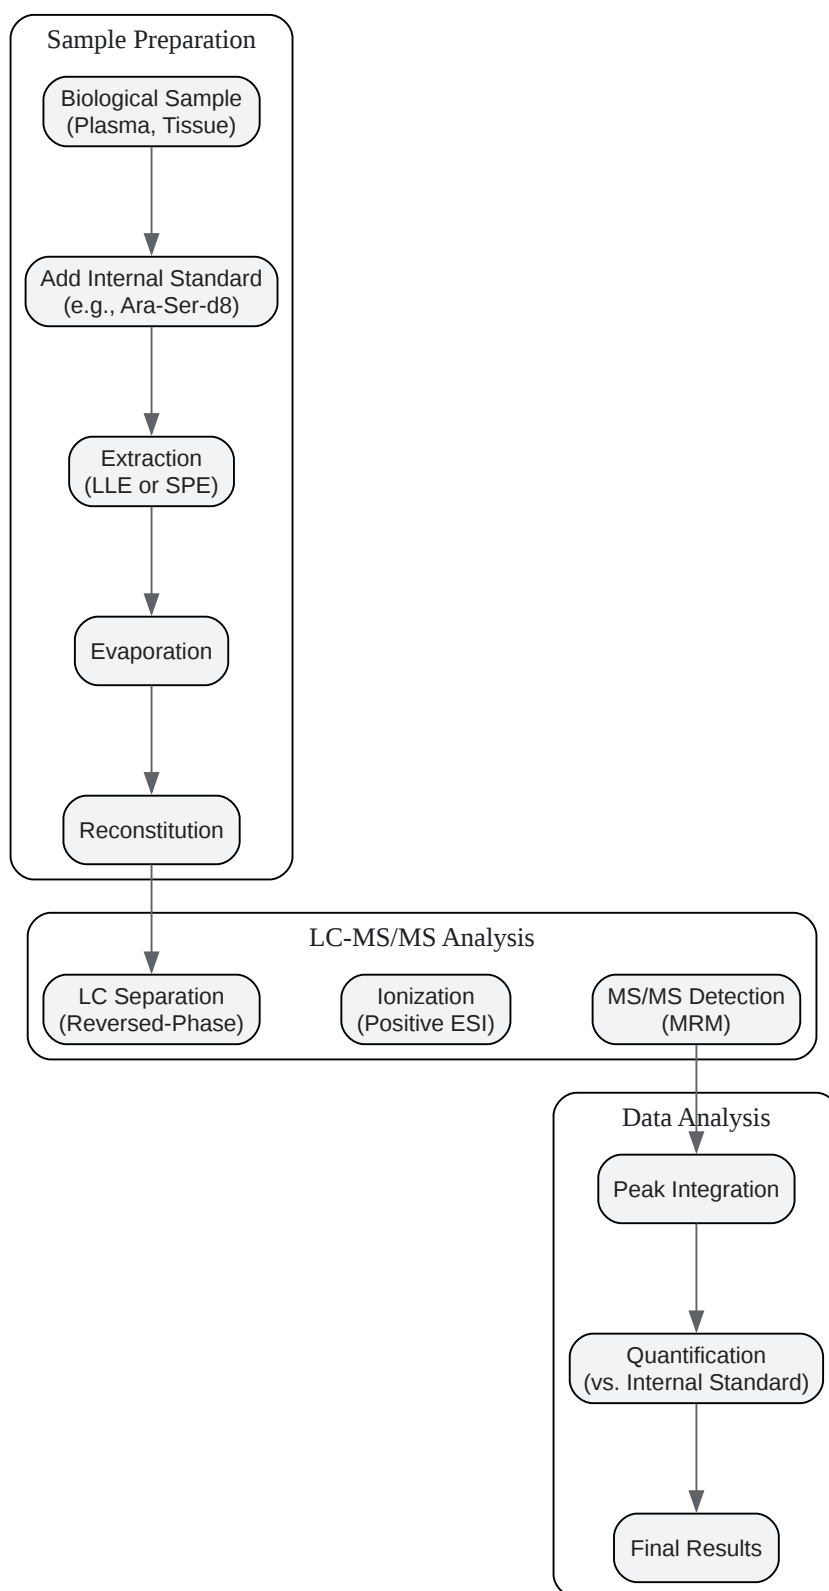 Sample Preparation
Biological Sample
(Plasma, Tissue)
Add Internal Standard
(e.g., Ara-Ser-d8)
Extraction
(LLE or SPE)
Evaporation
Reconstitution
LC-MS/MS Analysis
LC Separation
(Reversed-Phase)
Ionization
(Positive ESI)
MS/MS Detection
(MRM)
Data Analysis
Peak Integration
Quantification
(vs. Internal Standard)
Final Results